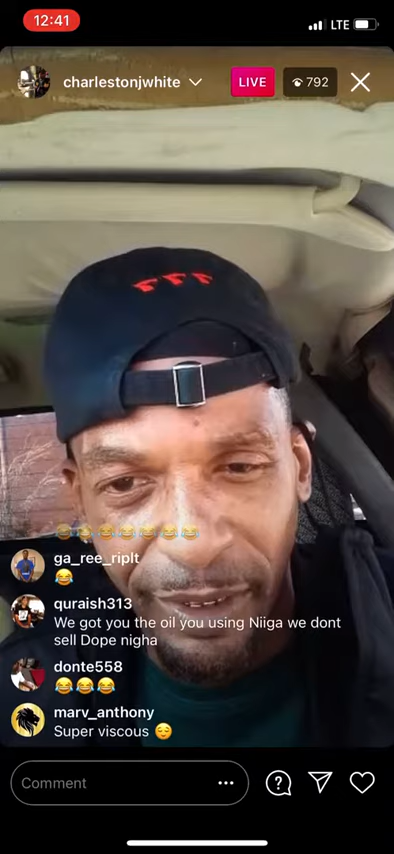 12:41
LTE
charlestonjwhite
LIVE
792
777
ga_ree_riplt
😂
quraish313
We got you the oil you using Niiga we dont
sell Dope nigha
donte558
😂😂😂
marv_anthony
Super viscous 😌
Comment